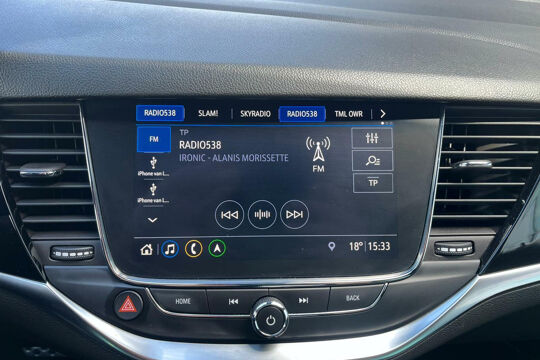 RADIO538 SLAM! SKYRADIO RADIO538 TML OWR
FM
TP
RADIO538
IRONIC - ALANIS MORISSETTE
FM
iPhone van I...
iPhone van I...
TP
18° 15:33
HOME BACK